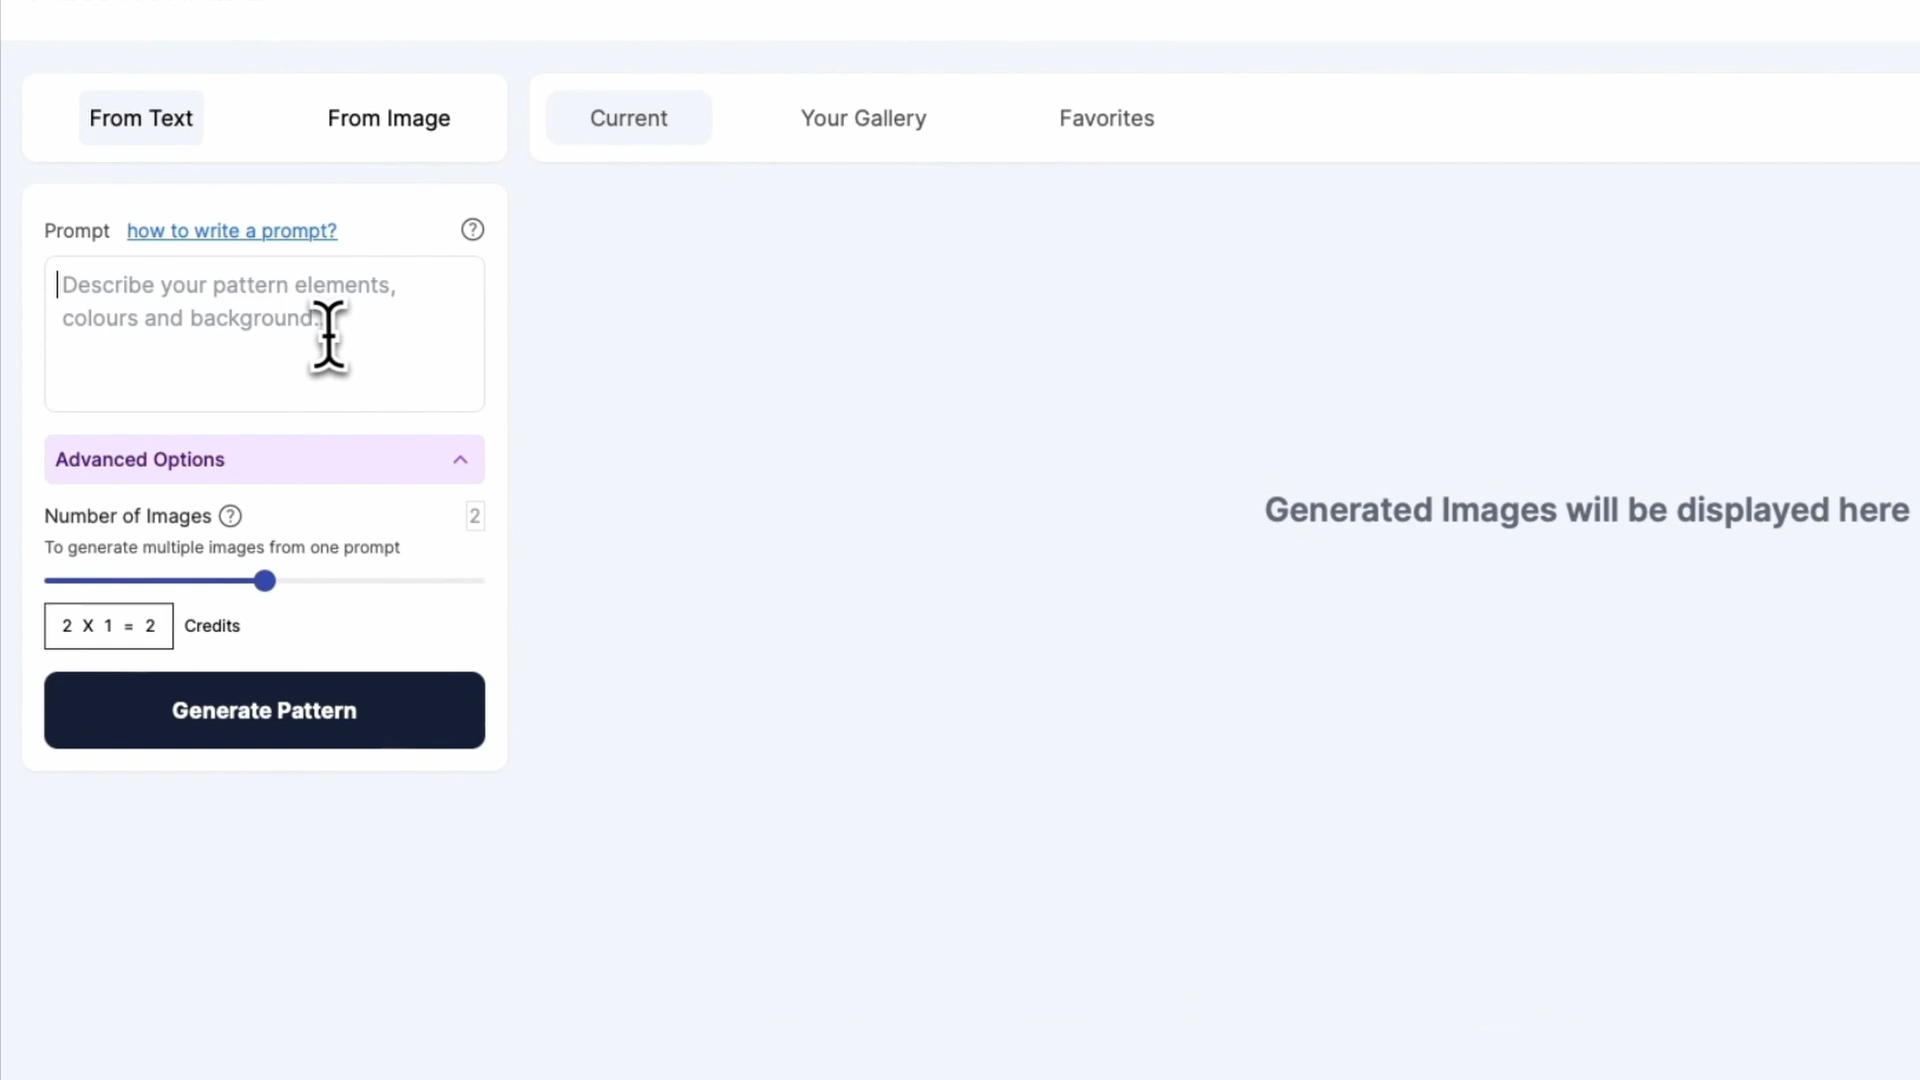 From Text
From Image
Current
Your Gallery
Favorites
Prompt how to write a prompt? ?
Describe your pattern elements,
colours and background.
Advanced Options
Number of Images ? 2
To generate multiple images from one prompt
2 X 1 = 2 Credits
Generate Pattern
Generated Images will be displayed here